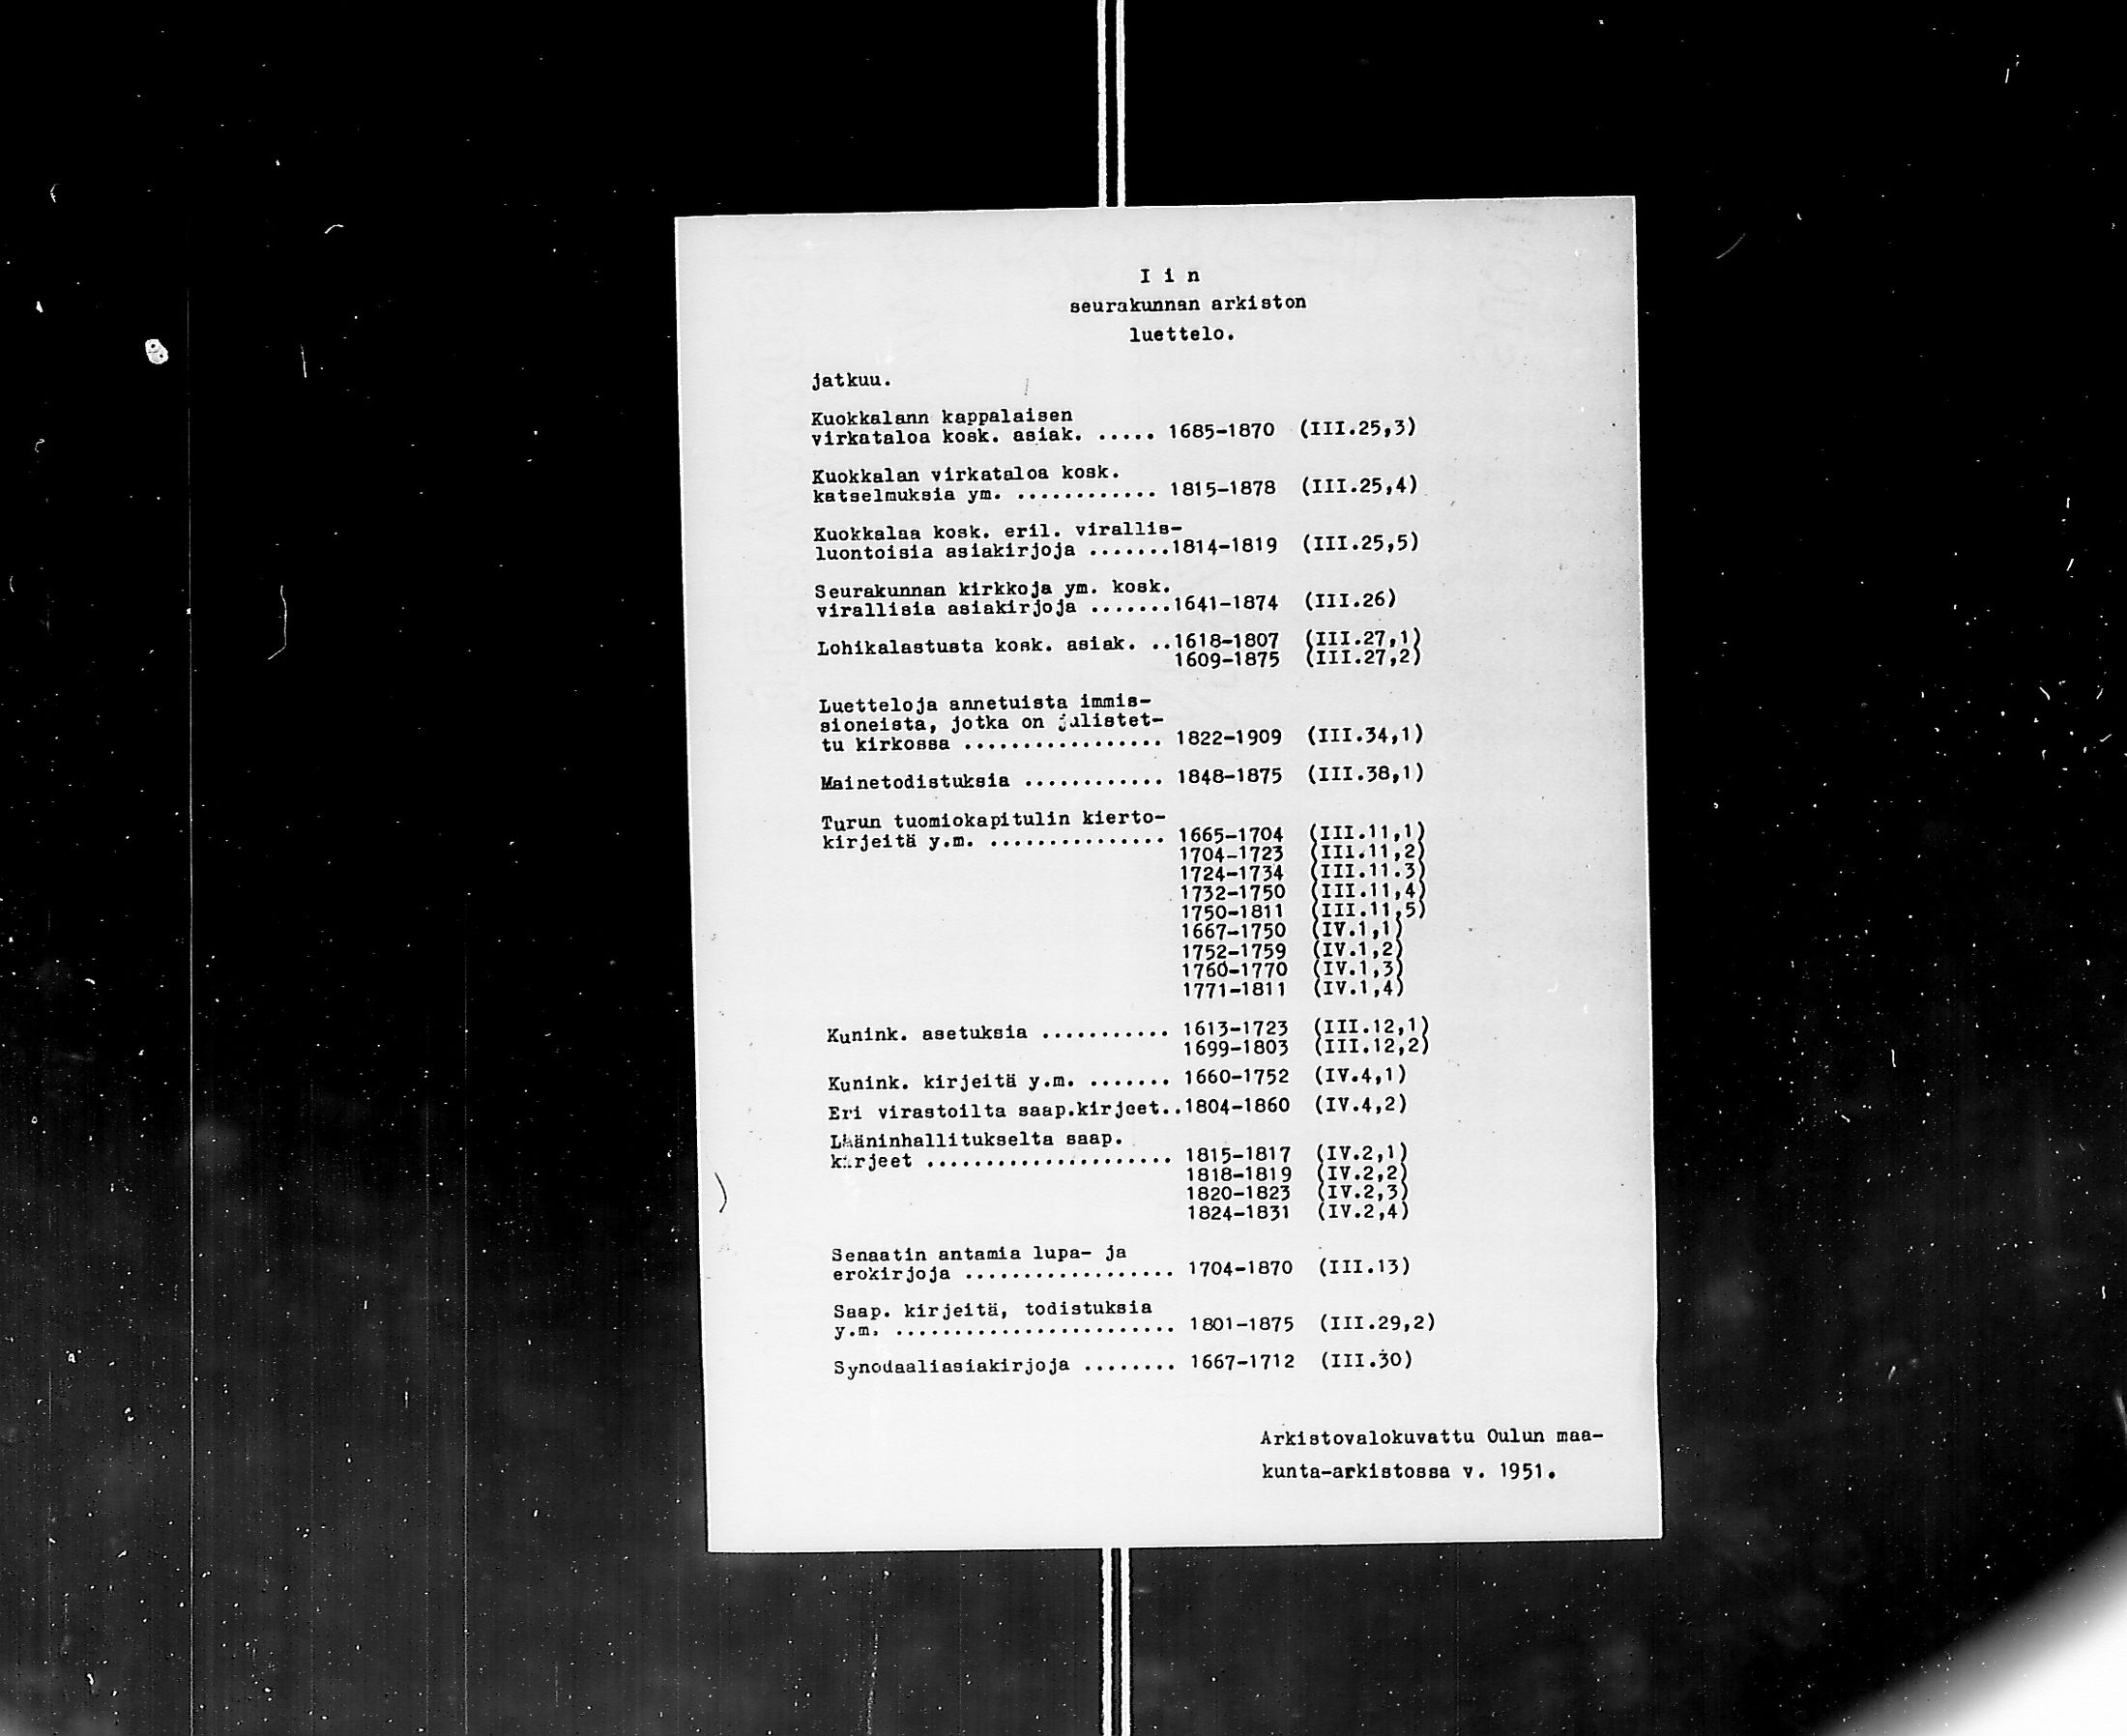 I i n
seurakunnan arkiston
luettelo.
jatkuu.
Kuokkalann kappalaisen
virkataloa kosk. asiak. ..... 1685-1870 (III.25,3)
Kuokkalan virkataloa kosk.
katselmuksia ym. ............ 1815-1878 (III.25,4)
Kuokkalaa kosk. eril. virallis-
luontoisia asiakirjoja .......1814-1819 (III.25,5)
Seurakunnan kirkkoja ym. kosk.
virallisia asiakirjoja .......1641-1874 (III.26)
Lohikalastusta kosk. asiak. ..1618-1807 (III.27,1)
1609-1875 (III.27,2)
Luetteloja annetuista immis-
sioneista, jotka on julistet-
tu kirkossa ................. 1822-1909 (III.34,1)
Mainetodistuksia ............ 1848-1875 (III.38,1)
Turun tuomiokapitulin kierto-
kirjeitä y.m. ............... 1665-1704 (III.11,1)
1704-1723 (III.11,2)
1724-1734 (III.11.3)
1732-1750 (III.11,4)
1750-1811 (III.11,5)
1667-1750 (IV.1,1)
1752-1759 (IV.1,2)
1760-1770 (IV.1,3)
1771-1811 (IV.1,4)
Kunink. asetuksia ........... 1613-1723 (III.12,1)
1699-1803 (III.12,2)
Kunink. kirjeitä y.m. ....... 1660-1752 (IV.4,1)
Eri virastoilta saap.kirjeet..1804-1860 (IV.4,2)
Lääninhallitukselta saap.
kirjeet ..................... 1815-1817 (IV.2,1)
1818-1819 (IV.2,2)
1820-1823 (IV.2,3)
1824-1831 (IV.2,4)
Senaatin antamia lupa- ja
erokirjoja .................. 1704-1870 (III.13)
Saap. kirjeitä, todistuksia
y.m. ........................ 1801-1875 (III.29,2)
Synodaaliasiakirjoja ........ 1667-1712 (III.30)
Arkistovalokuvattu Oulun maa-
kunta-arkistossa v. 1951.